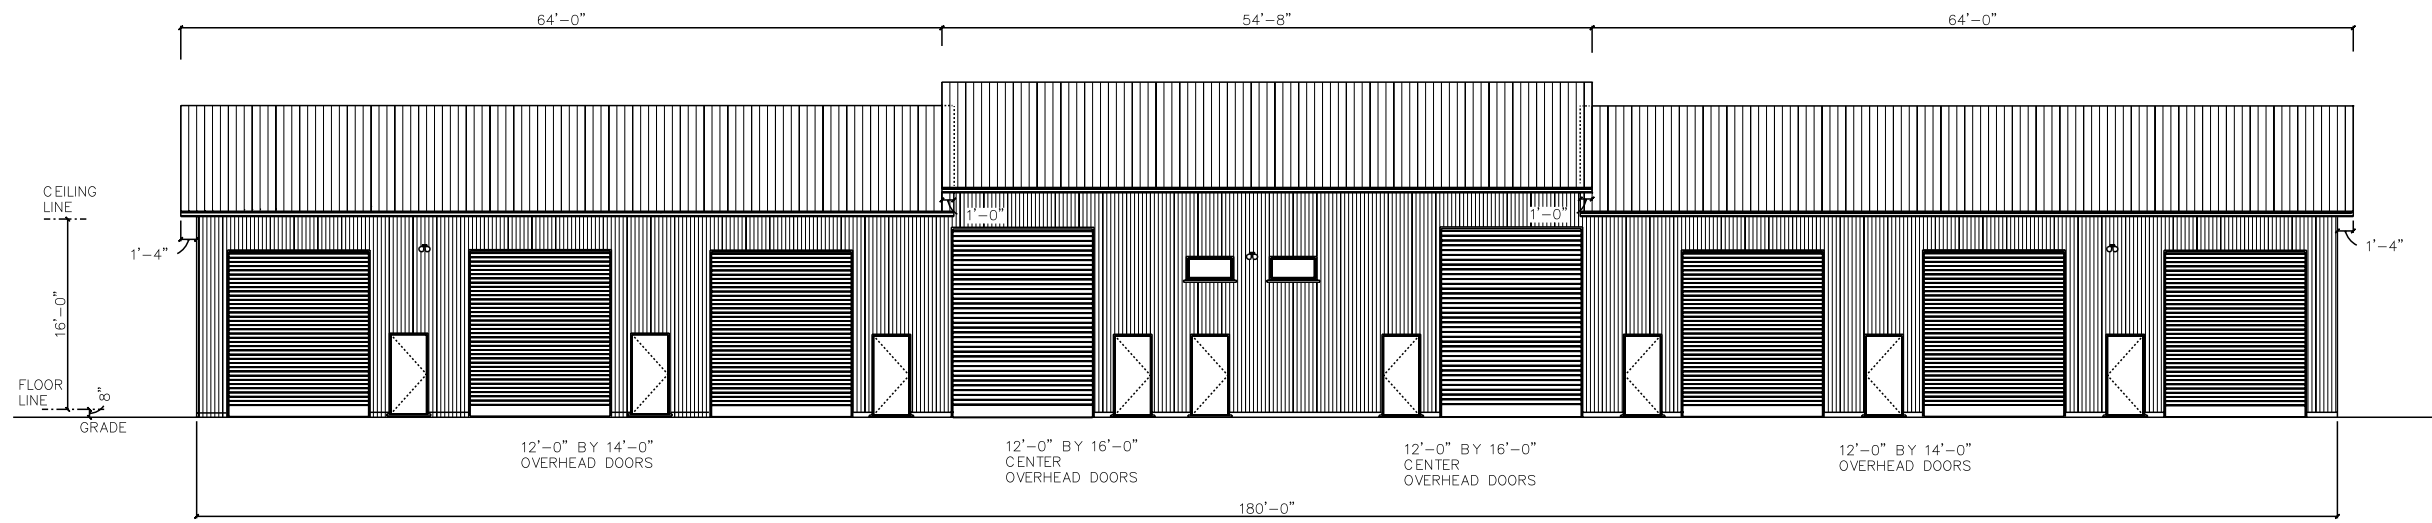 64'-0"
54'-8"
64'-0"
CEILING
LINE
1'-0"
1'-0"
1'-4"
1'-4"
16'-0"
FLOOR
LINE
8"
GRADE
12'-0" BY 14'-0"
OVERHEAD DOORS
12'-0" BY 16'-0"
CENTER
OVERHEAD DOORS
12'-0" BY 16'-0"
CENTER
OVERHEAD DOORS
12'-0" BY 14'-0"
OVERHEAD DOORS
180'-0"